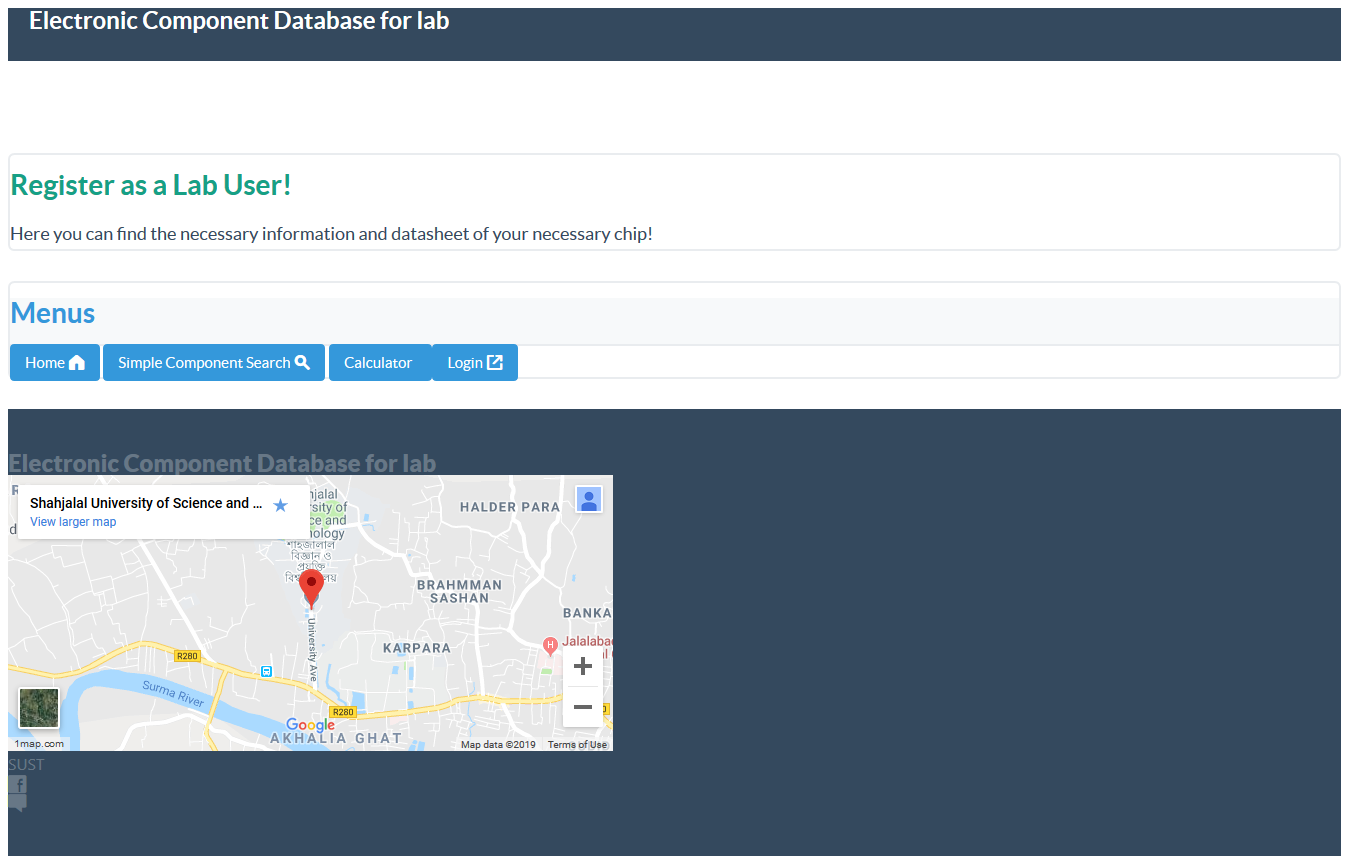 Electronic Component Database for lab
Register as a Lab User!
Here you can find the necessary information and datasheet of your necessary chip!
Menus
Home
Simple Component Search
Calculator
Login
Electronic Component Database for lab
Shahjalal University of Science and ...
View larger map
HALDER PARA
শাহজালাল
বিজ্ঞান ও
প্রযুক্তি
BRAHMMAN
SASHAN
BANKA
KARPARA
University Ave
R280
Surma River
R280
Google
AKHALIA GHAT
1map.com
Map data ©2019
Terms of Use
SUST